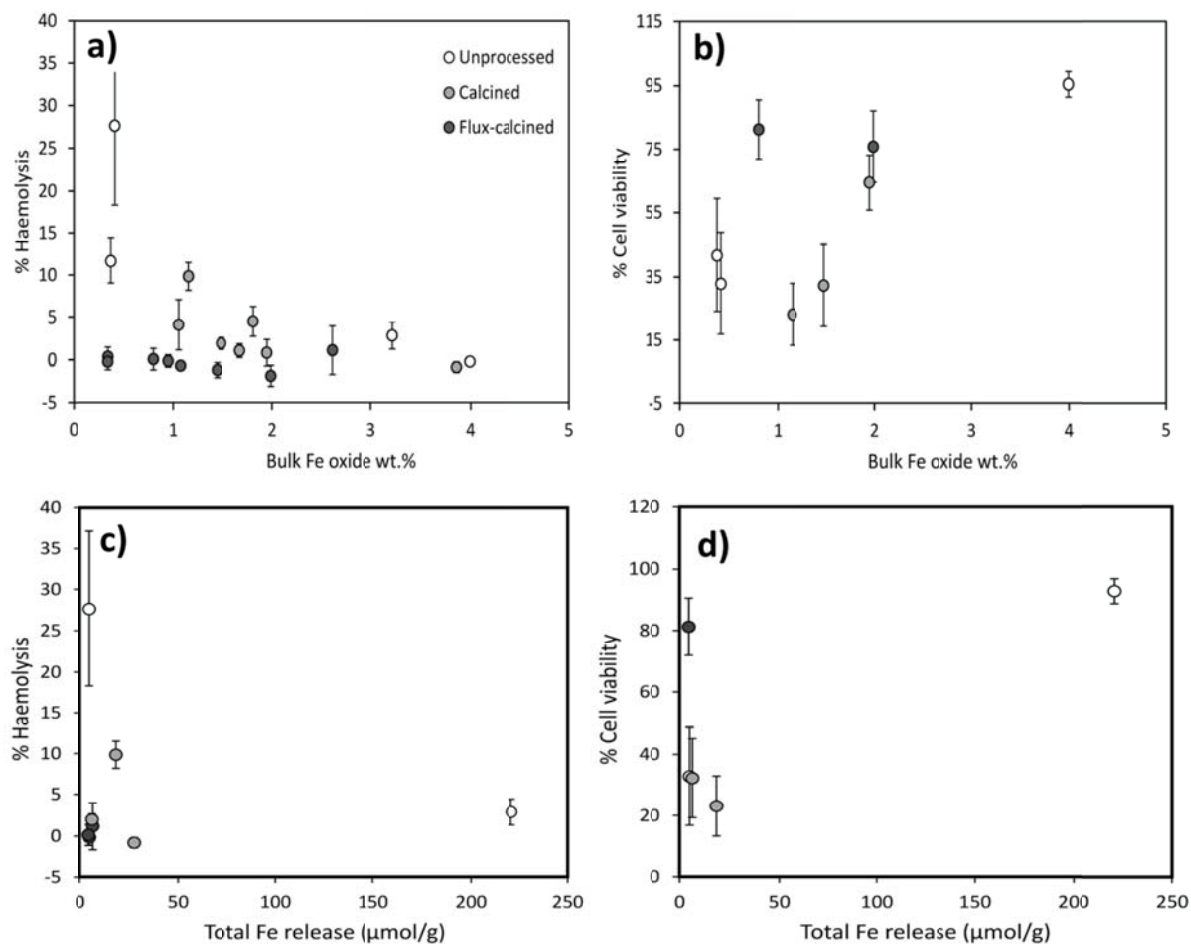 a)
Unprocessed
Calcined
Flux-calcined
% Haemolysis
40
35
30
25
20
15
10
5
0
-5
0 1 2 3 4 5
Bulk Fe oxide wt.%
b)
% Cell viability
115
95
75
55
35
15
-5
0 1 2 3 4 5
Bulk Fe oxide wt.%
c)
% Haemolysis
40
35
30
25
20
15
10
5
0
-5
0 50 100 150 200 250
Total Fe release (µmol/g)
d)
% Cell viability
120
100
80
60
40
20
0
0 50 100 150 200 250
Total Fe release (µmol/g)